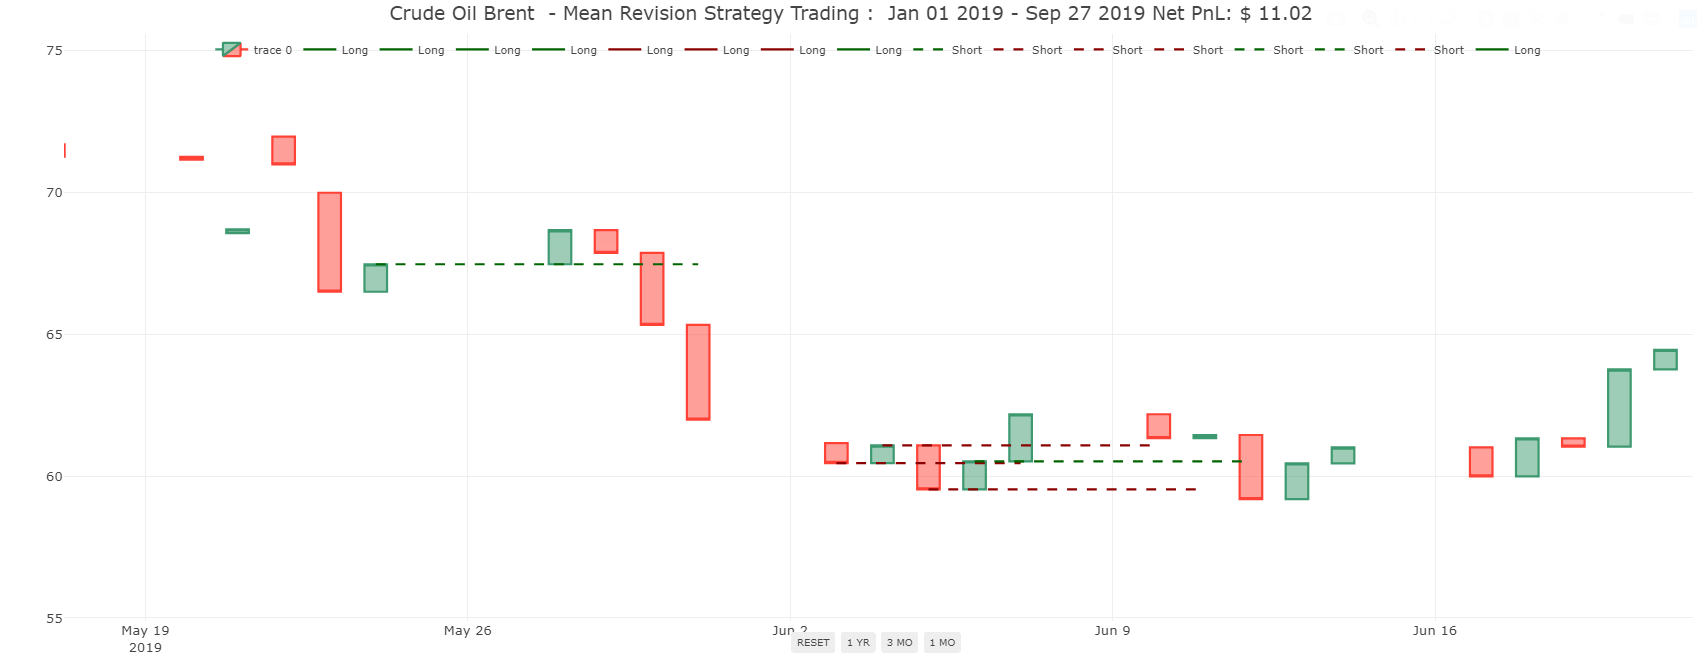 Crude Oil Brent - Mean Revision Strategy Trading : Jan 01 2019 - Sep 27 2019 Net PnL: $ 11.02
trace 0 Long Long Long Long Long Long Long Long Short Short Short Short Short Short Short Long
75
70
65
60
55
May 19 May 26 Jun 2 Jun 9 Jun 16
2019
RESET 1 YR 3 MO 1 MO